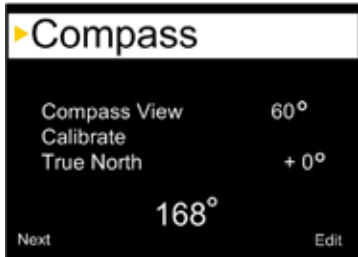 Compass
Compass View 60°
Calibrate
True North + 0°
168°
Next Edit